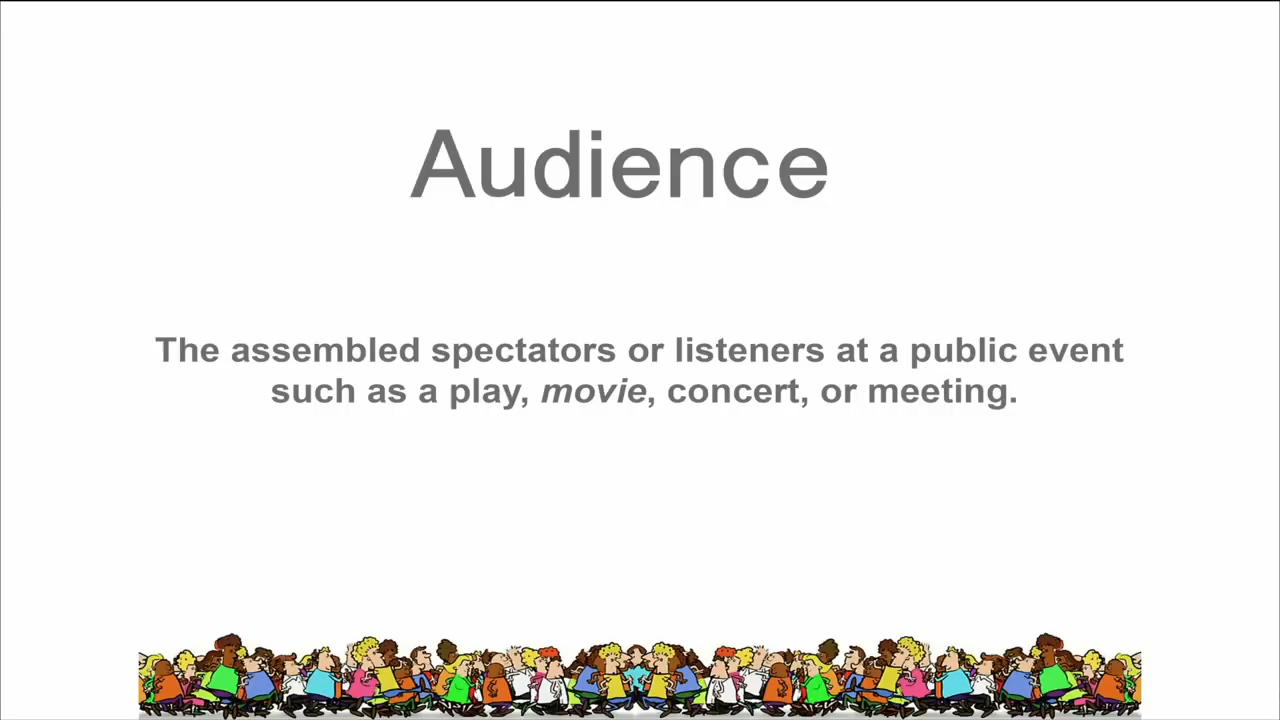 Audience
The assembled spectators or listeners at a public event
such as a play, movie, concert, or meeting.